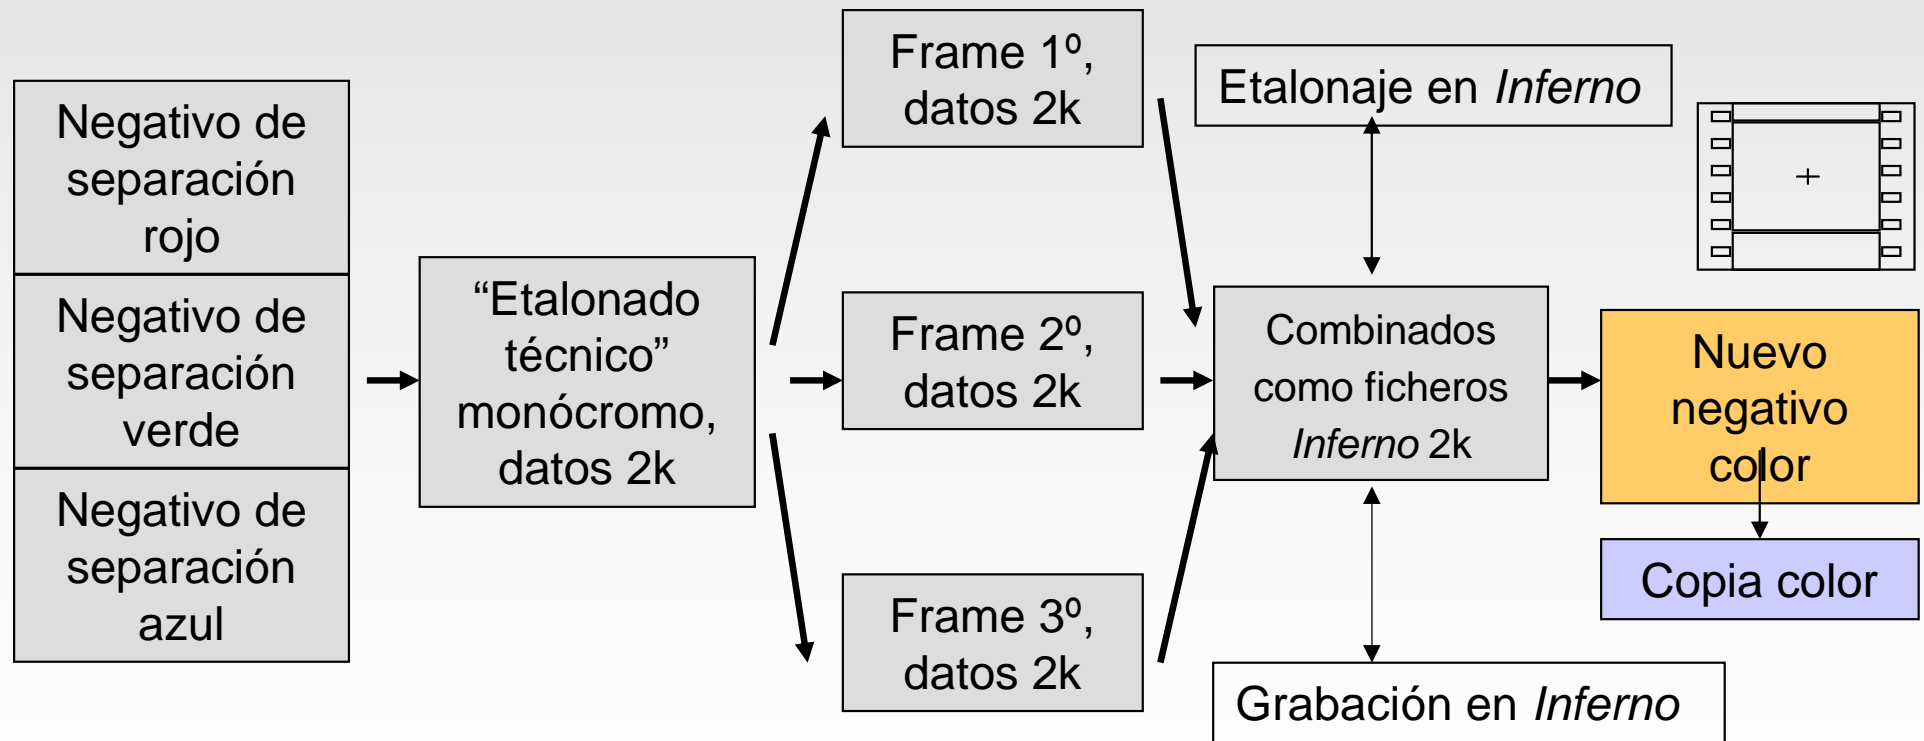 Negativo de
separación
rojo
Negativo de
separación
verde
Negativo de
separación
azul
“Etalonado
técnico”
monócromo,
datos 2k
Frame 1º,
datos 2k
Frame 2º,
datos 2k
Frame 3º,
datos 2k
Etalonaje en Inferno
Combinados
como ficheros
Inferno 2k
Grabación en Inferno
Nuevo
negativo
color
Copia color